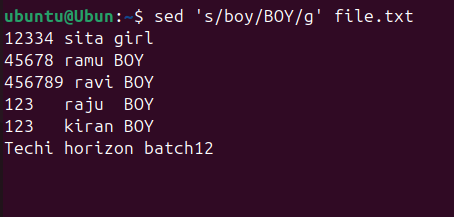 ubuntu@Ubun:~$ sed 's/boy/BOY/g' file.txt
12334 sita girl
45678 ramu BOY
456789 ravi BOY
123   raju  BOY
123   kiran BOY
Techi horizon batch12